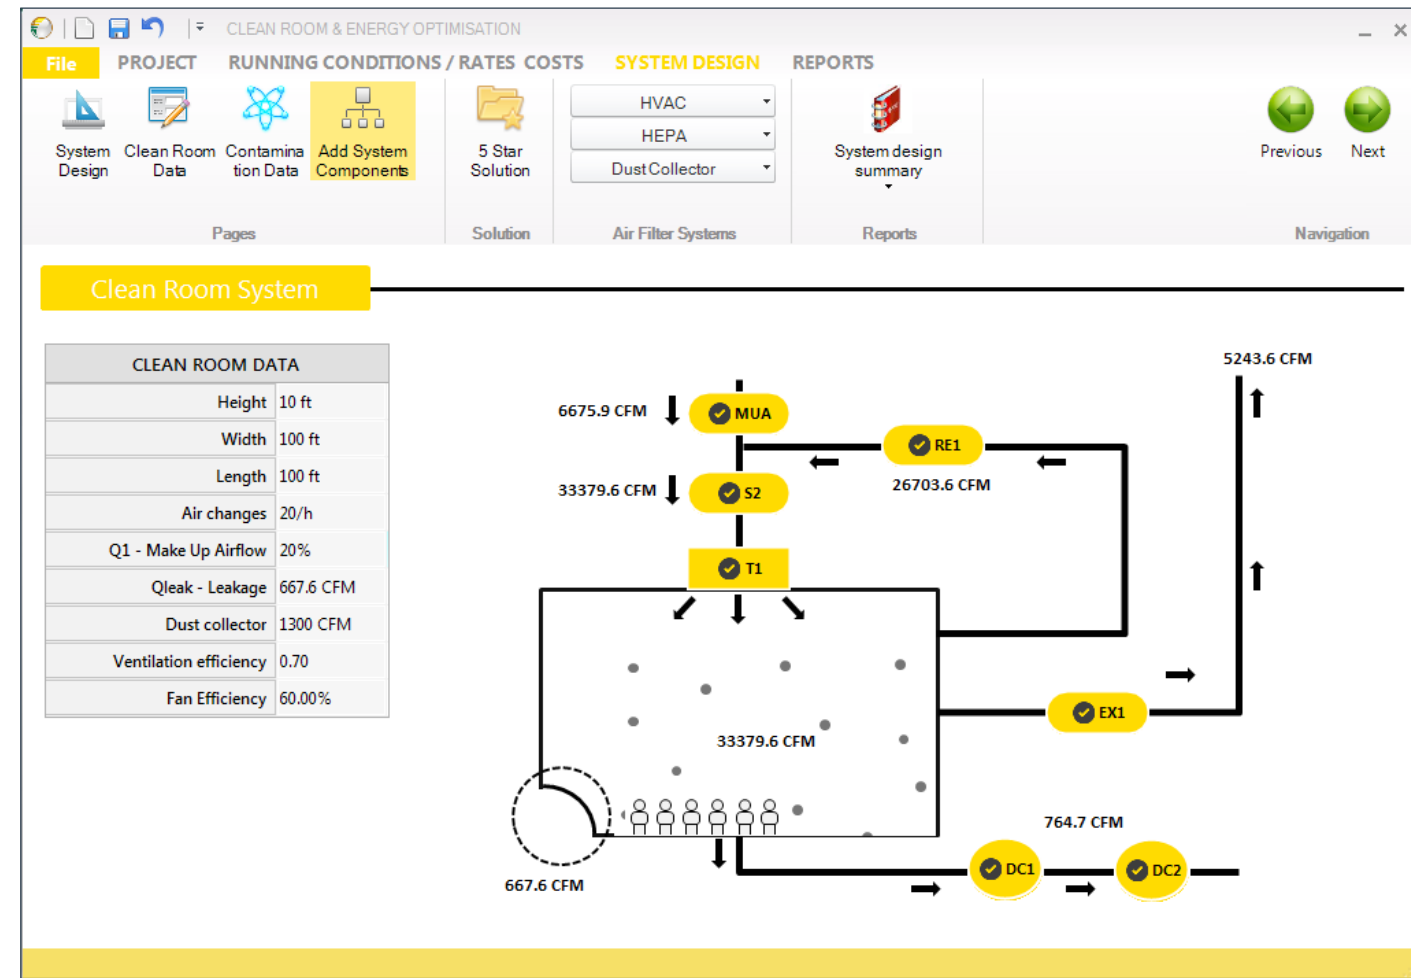 CLEAN ROOM & ENERGY OPTIMISATION
File PROJECT RUNNING CONDITIONS / RATES COSTS SYSTEM DESIGN REPORTS
System Design
Clean Room Data
Contamina tion Data
Add System Components
5 Star Solution
HVAC
HEPA
Dust Collector
System design summary
Previous
Next
Pages
Solution
Air Filter Systems
Reports
Navigation
Clean Room System
CLEAN ROOM DATA
Height 10 ft
Width 100 ft
Length 100 ft
Air changes 20/h
Q1 - Make Up Airflow 20%
Qleak - Leakage 667.6 CFM
Dust collector 1300 CFM
Ventilation efficiency 0.70
Fan Efficiency 60.00%
5243.6 CFM
6675.9 CFM
MUA
RE1
26703.6 CFM
33379.6 CFM
S2
T1
EX1
33379.6 CFM
764.7 CFM
DC1
DC2
667.6 CFM